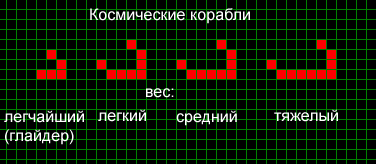 Космические корабли
вес:
легчайший легкий средний тяжелый
(глайдер)